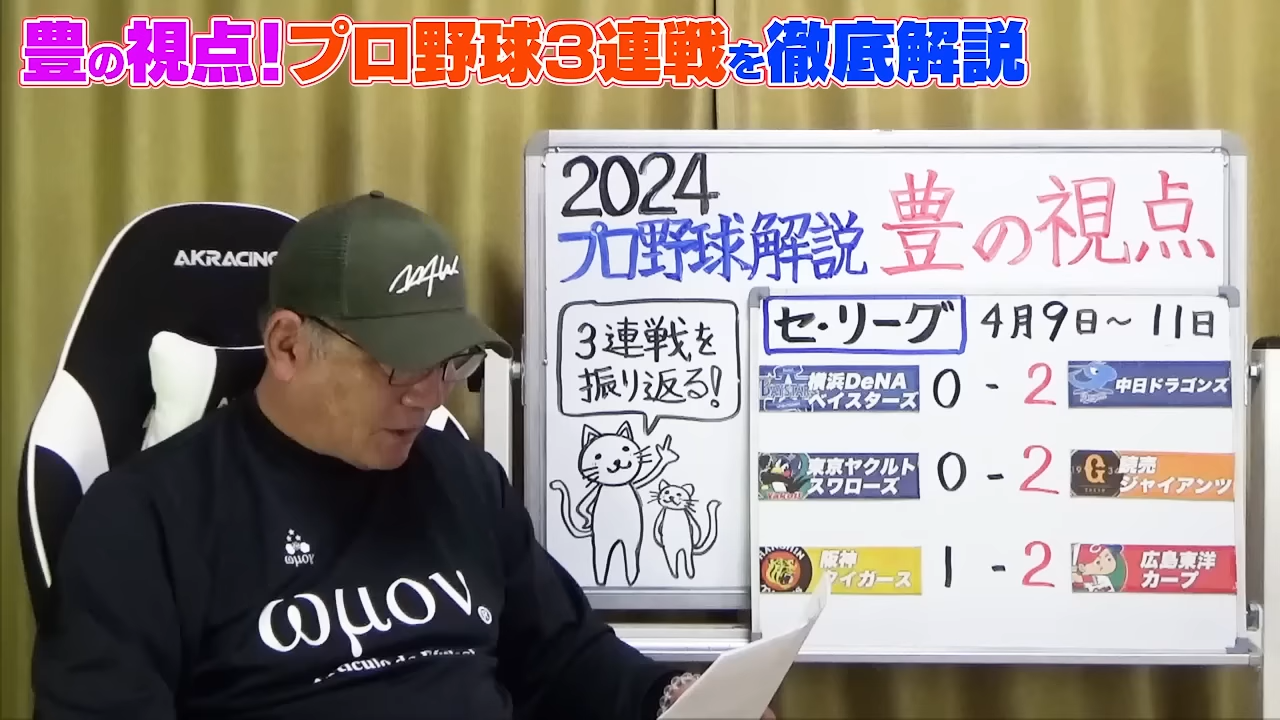 豊の視点!プロ野球3連戦を徹底解説
AKRACING
2024
プロ野球解説
豊の視点
3連戦を
振り返る!
セ・リーグ 4月9日~11日
横浜DeNA
ベイスターズ
0 - 2
中日ドラゴンズ
東京ヤクルト
スワローズ
0 - 2
読売
ジャイアンツ
阪神
タイガース
1 - 2
広島東洋
カープ
ωμον
ωμον